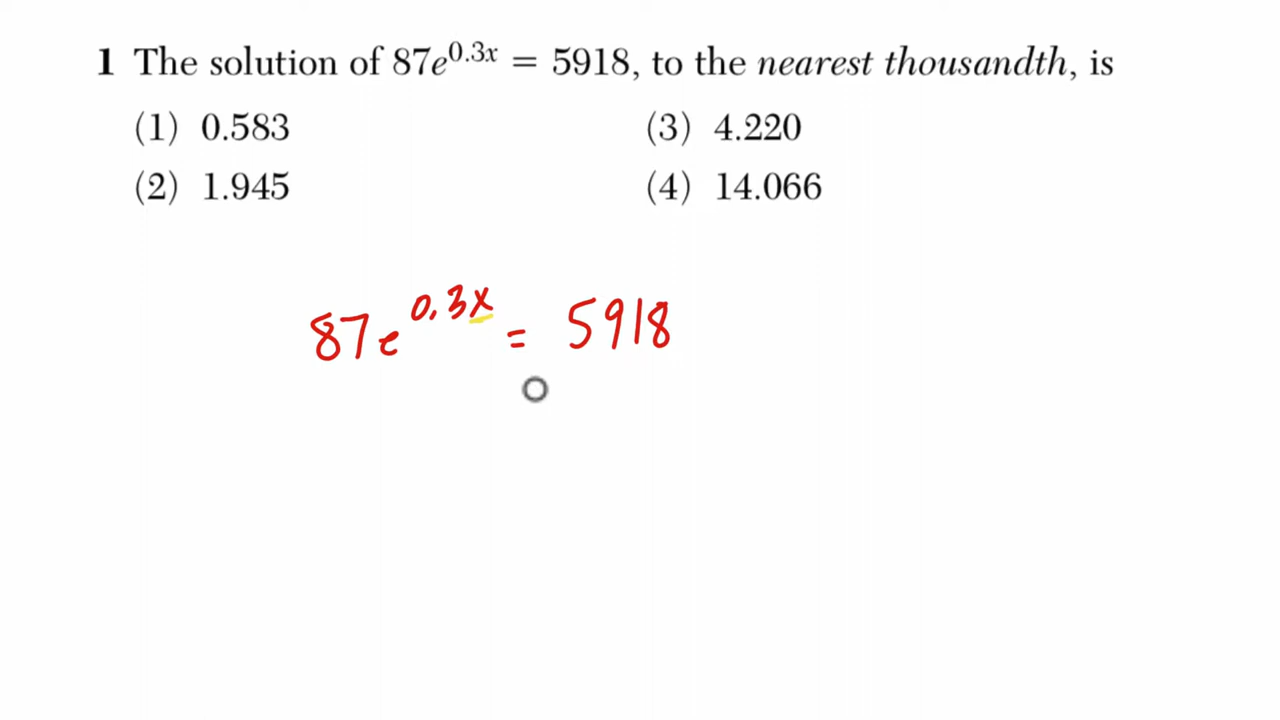 1 The solution of 87e^{0.3x} = 5918, to the nearest thousandth, is
(1) 0.583 (3) 4.220
(2) 1.945 (4) 14.066
87e^{0.3x} = 5918